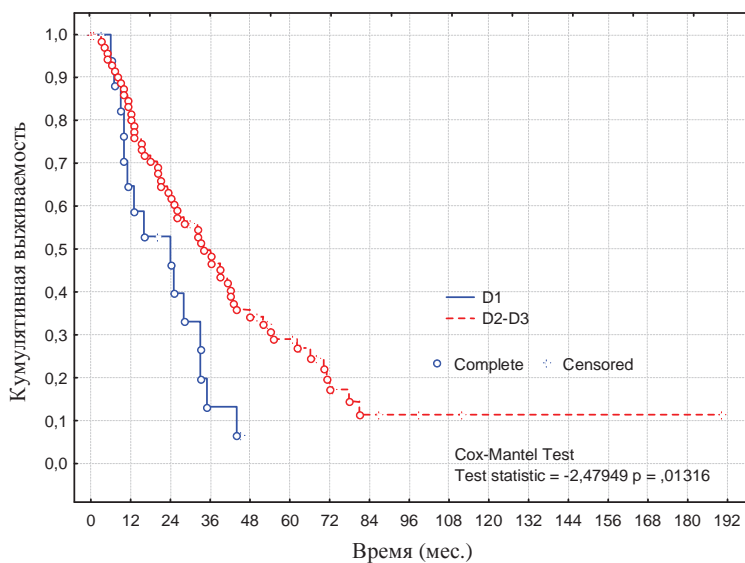 Кумулятивная выживаемость
1,0
0,9
0,8
0,7
0,6
0,5
0,4
0,3
0,2
0,1
0,0
D1
D2-D3
Complete Censored
Cox-Mantel Test
Test statistic = -2,47949 p = ,01316
0 12 24 36 48 60 72 84 96 108 120 132 144 156 168 180 192
Время (мес.)